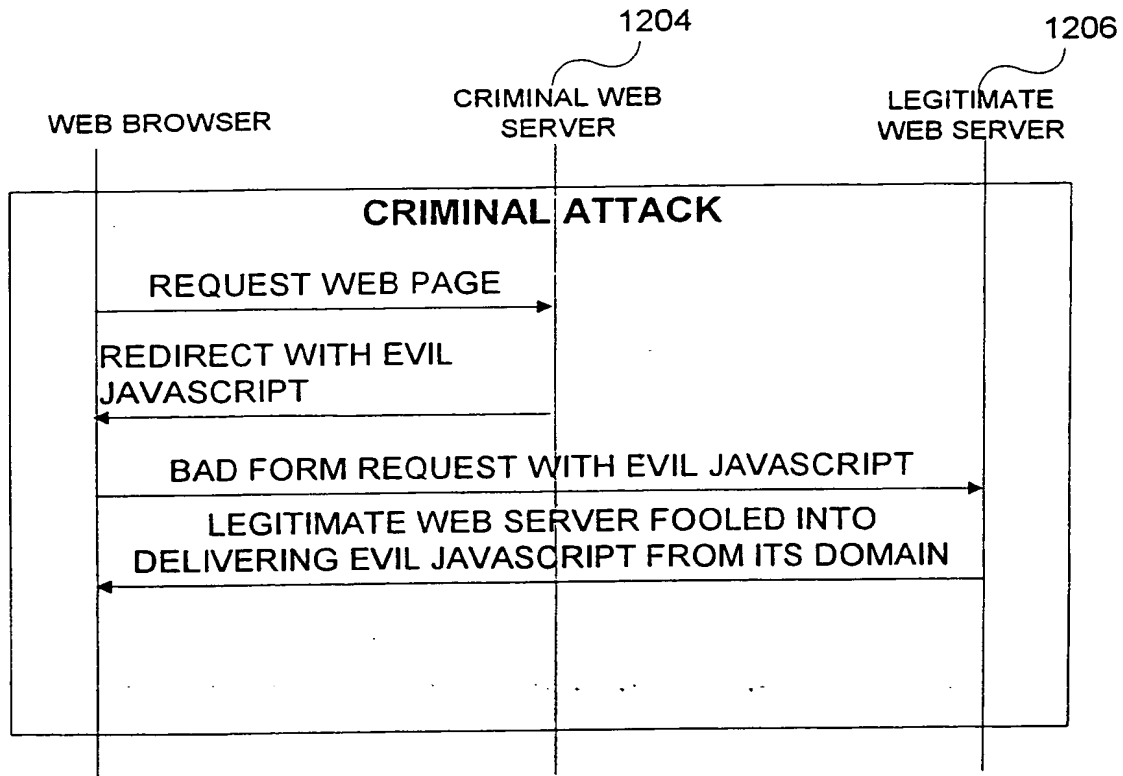 1204
1206
WEB BROWSER
CRIMINAL WEB
SERVER
LEGITIMATE
WEB SERVER
CRIMINAL ATTACK
REQUEST WEB PAGE
REDIRECT WITH EVIL
JAVASCRIPT
BAD FORM REQUEST WITH EVIL JAVASCRIPT
LEGITIMATE WEB SERVER FOOLED INTO
DELIVERING EVIL JAVASCRIPT FROM ITS DOMAIN